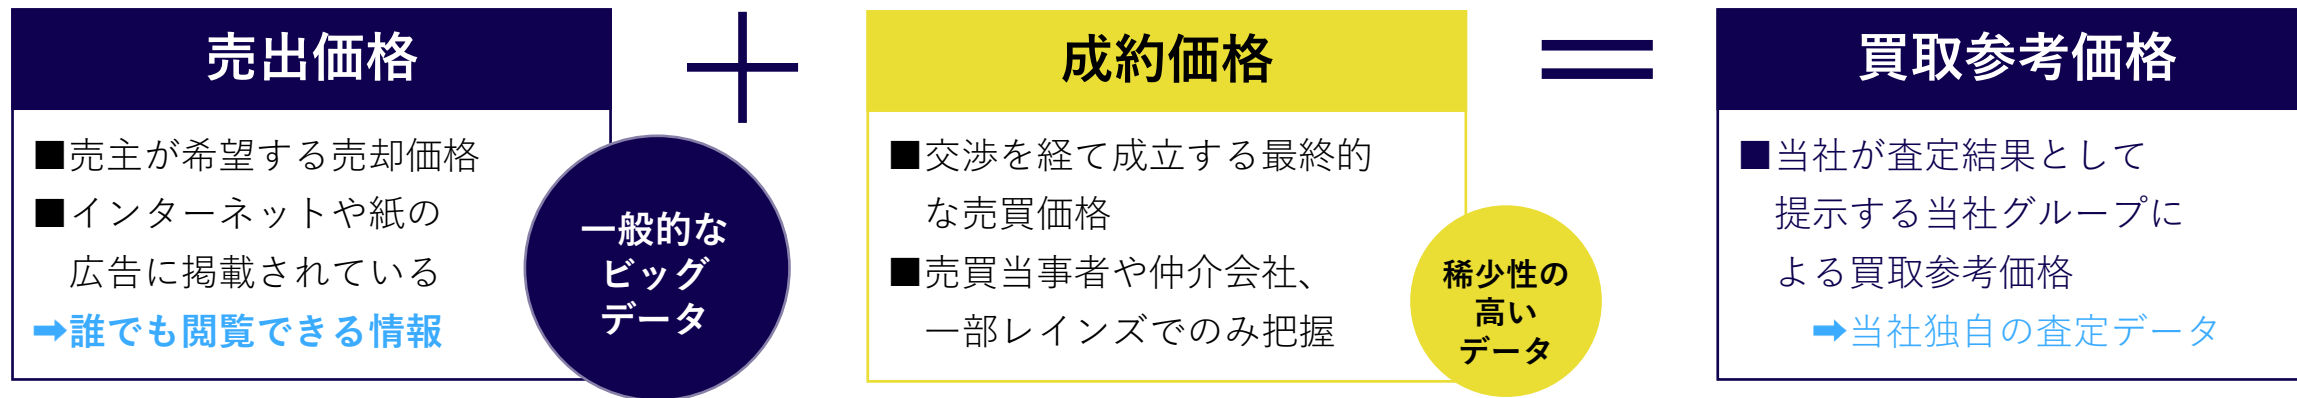 売出価格
■売主が希望する売却価格
■インターネットや紙の
広告に掲載されている
➡誰でも閲覧できる情報
一般的な
ビッグ
データ
＋
成約価格
■交渉を経て成立する最終的
な売買価格
■売買当事者や仲介会社、
一部レインズでのみ把握
稀少性の
高い
データ
＝
買取参考価格
■当社が査定結果として
提示する当社グループに
よる買取参考価格
➡当社独自の査定データ